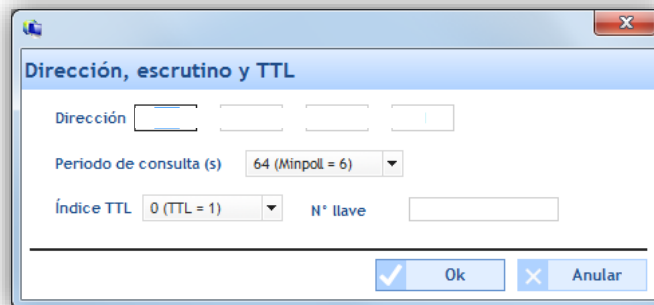 Dirección, escrutino y TTL
Dirección
Periodo de consulta (s) 64 (Minpoll = 6)
Índice TTL 0 (TTL = 1) N° llave
Ok Anular